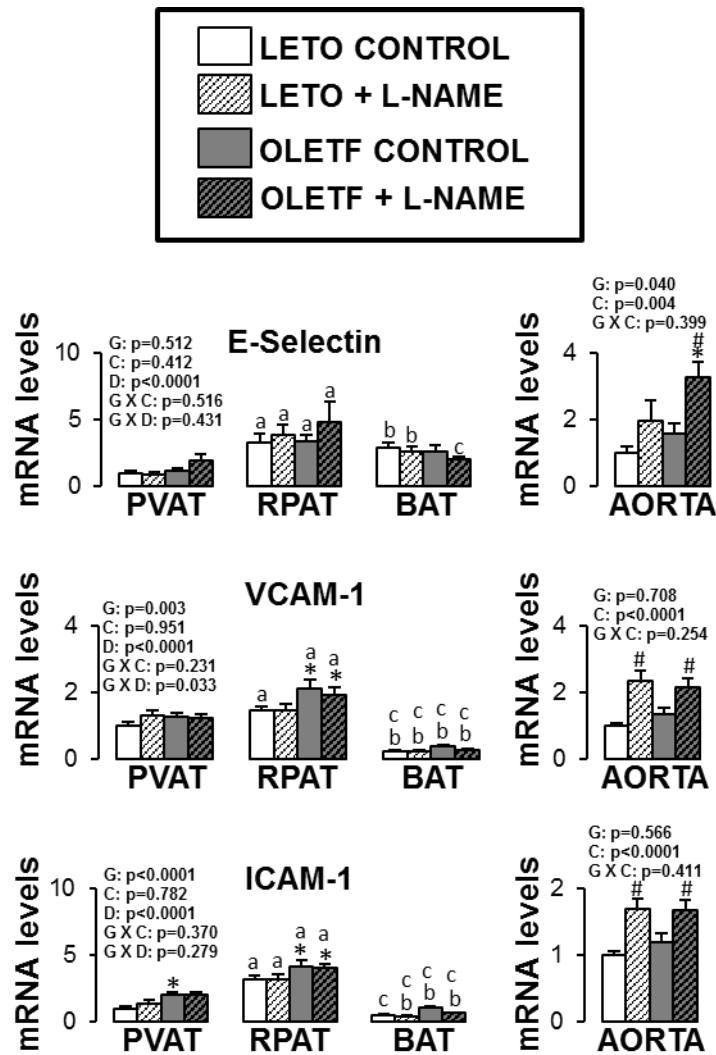 LETO CONTROL
LETO + L-NAME
OLETF CONTROL
OLETF + L-NAME
mRNA levels
10
5
0
G: p=0.512
C: p=0.412
D: p<0.0001
G X C: p=0.516
G X D: p=0.431
E-Selectin
a a a a
b b c
PVAT RPAT BAT
mRNA levels
4
2
0
G: p=0.040
C: p=0.004
G X C: p=0.399
#
*
AORTA
mRNA levels
4
2
0
G: p=0.003
C: p=0.951
D: p<0.0001
G X C: p=0.231
G X D: p=0.033
VCAM-1
a a a
* *
c c c c
b b b b
PVAT RPAT BAT
mRNA levels
4
2
0
G: p=0.708
C: p<0.0001
G X C: p=0.254
# #
AORTA
mRNA levels
10
5
0
G: p<0.0001
C: p=0.782
D: p<0.0001
G X C: p=0.370
G X D: p=0.279
ICAM-1
*
a a a a
* *
c c c c
b b b
PVAT RPAT BAT
mRNA levels
2
1
0
G: p=0.566
C: p<0.0001
G X C: p=0.411
# #
AORTA